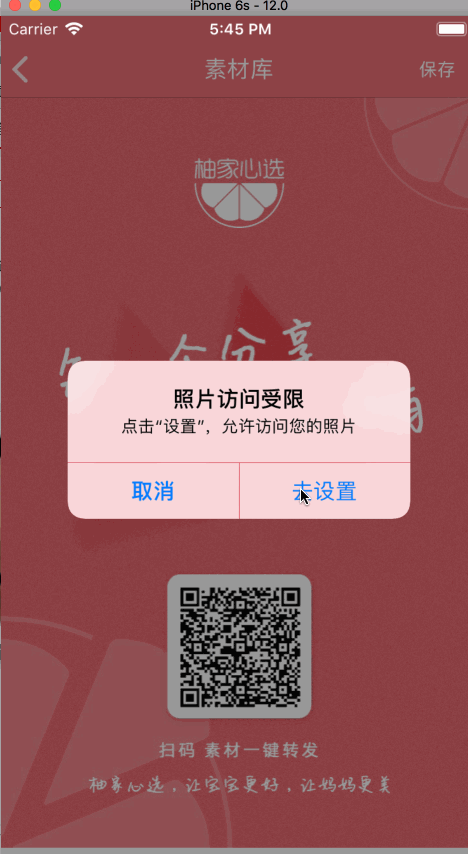 iPhone 6s - 12.0
Carrier 5:45 PM
素材库 保存
柚家心选
个分享
照片访问受限
点击“设置”，允许访问您的照片
取消 去设置
扫码 素材一键转发
柚家心选，让宝宝更好，让妈妈更美